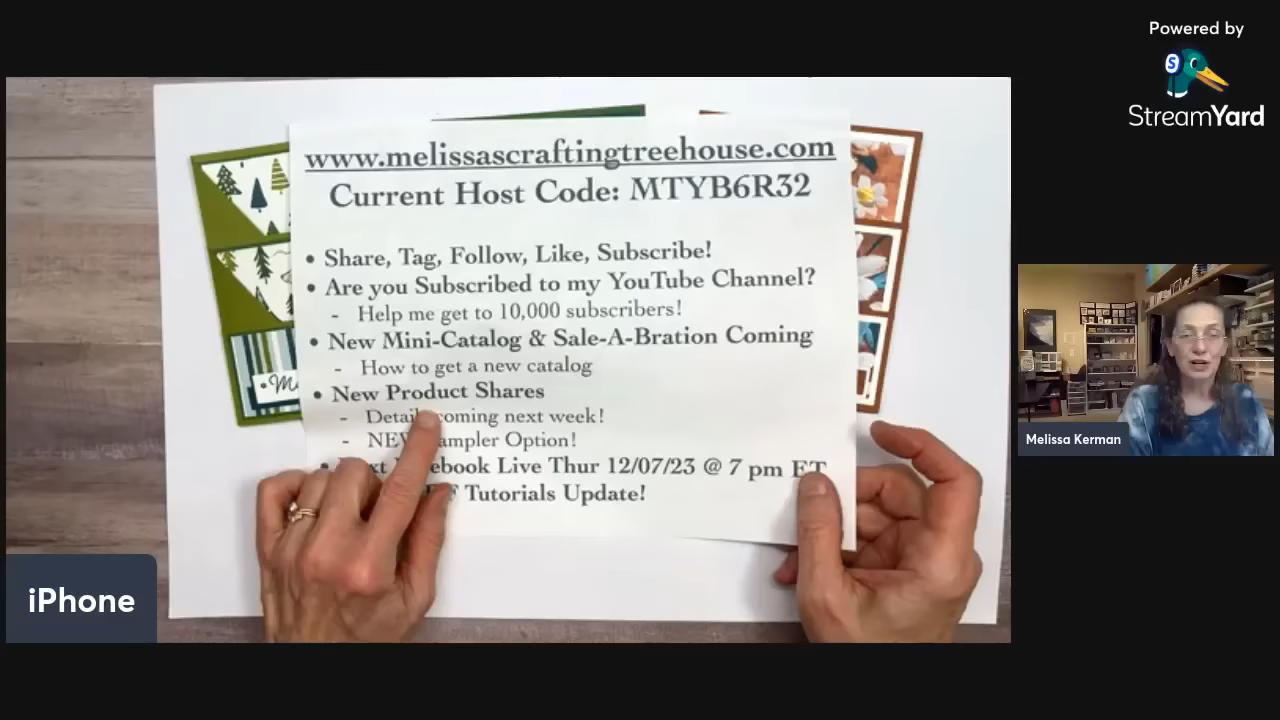 Powered by
StreamYard
www.melissascraftingtreehouse.com
Current Host Code: MTYB6R32
• Share, Tag, Follow, Like, Subscribe!
• Are you Subscribed to my YouTube Channel?
- Help me get to 10,000 subscribers!
• New Mini-Catalog & Sale-A-Bration Coming
- How to get a new catalog
• New Product Shares
- Detail coming next week!
- NEW ampler Option!
• ebook Live Thur 12/07/23 @ 7 pm ET
Tutorials Update!
Melissa Kerman
iPhone